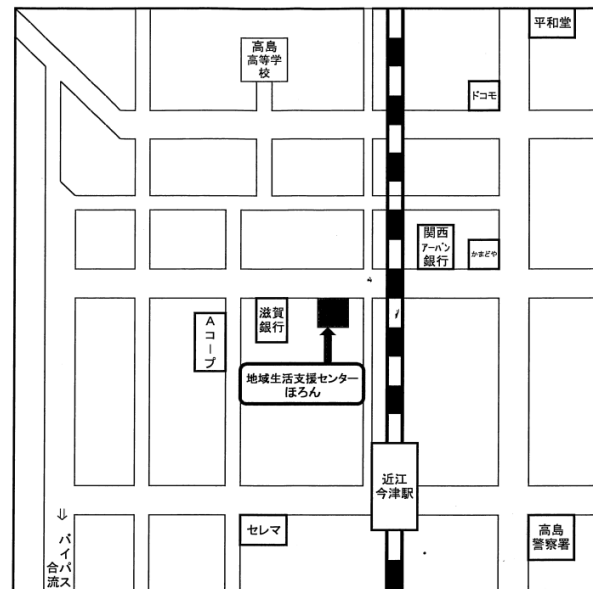 平和堂
高島
高等学
校
ドコモ
関西
アーバン
銀行
かまどや
滋賀
銀行
Aコープ
地域生活支援センター
ほろん
近江
今津駅
セレマ
高島
警察署
⇓
バイパス
合流